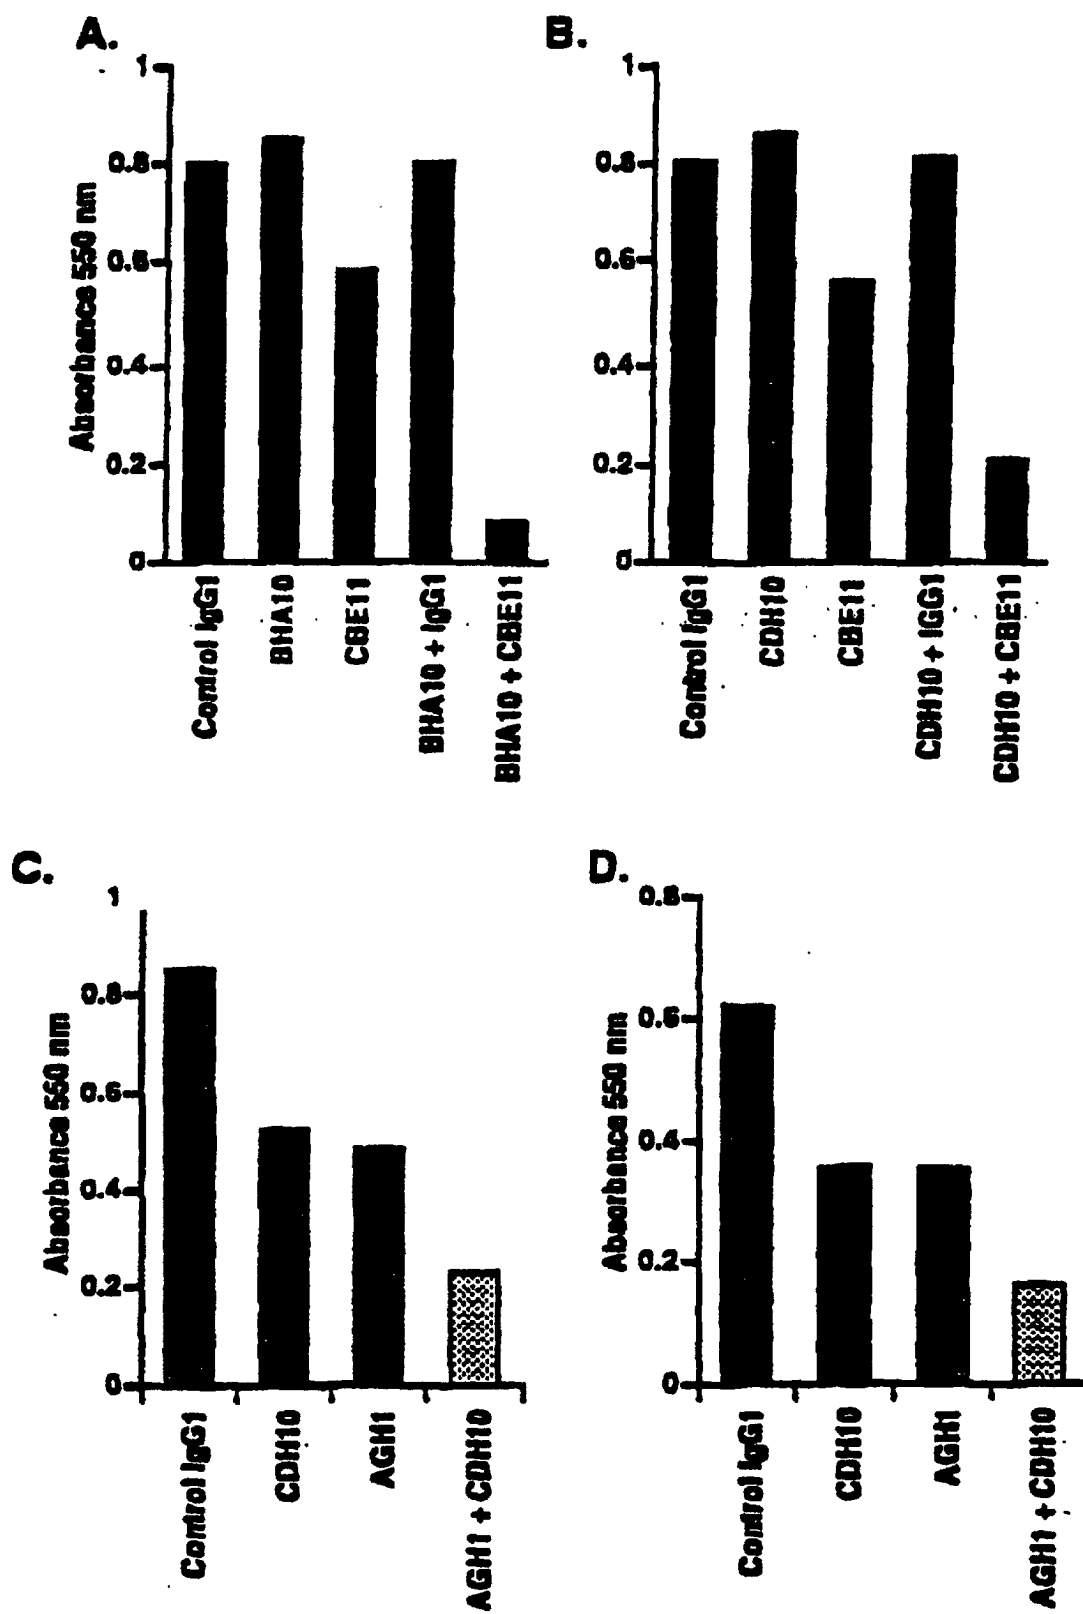 A.
1
0.8
0.6
0.4
0.2
0
Absorbance 550 nm
Control IgG1
BHA10
CBE11
BHA10 + IgG1
BHA10 + CBE11
B.
1
0.8
0.6
0.4
0.2
0
Control IgG1
CDH10
CBE11
CDH10 + IGG1
CDH10 + CBE11
C.
1
0.8
0.6
0.4
0.2
0
Absorbance 550 nm
Control IgG1
CDH10
AGH1
AGH1 + CDH10
D.
0.8
0.6
0.4
0.2
0
Absorbance 550 nm
Control IgG1
CDH10
AGH1
AGH1 + CDH10